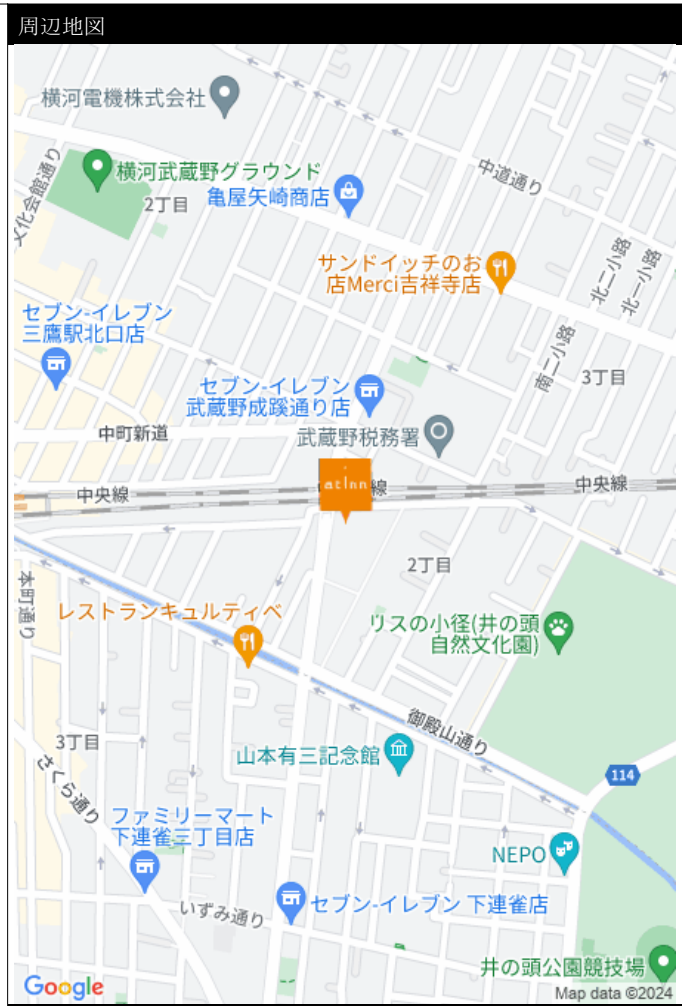 周辺地図
横河電機株式会社
文化会館通り
横河武蔵野グラウンド
2丁目
亀屋矢崎商店
中道通り
サンドイッチのお
店Merci吉祥寺店
北二小路
北一小路
セブン-イレブン
三鷹駅北口店
南二小路
3丁目
セブン-イレブン
武蔵野成蹊通り店
中町新道
武蔵野税務署
中央線
atInn
線
中央線
2丁目
本町通り
レストランキュルティベ
リスの小径(井の頭
自然文化園)
御殿山通り
3丁目
山本有三記念館
さくら通り
114
ファミリーマート
下連雀三丁目店
NEPO
いずみ通り
セブン-イレブン 下連雀店
井の頭公園競技場
Google
Map data ©2024